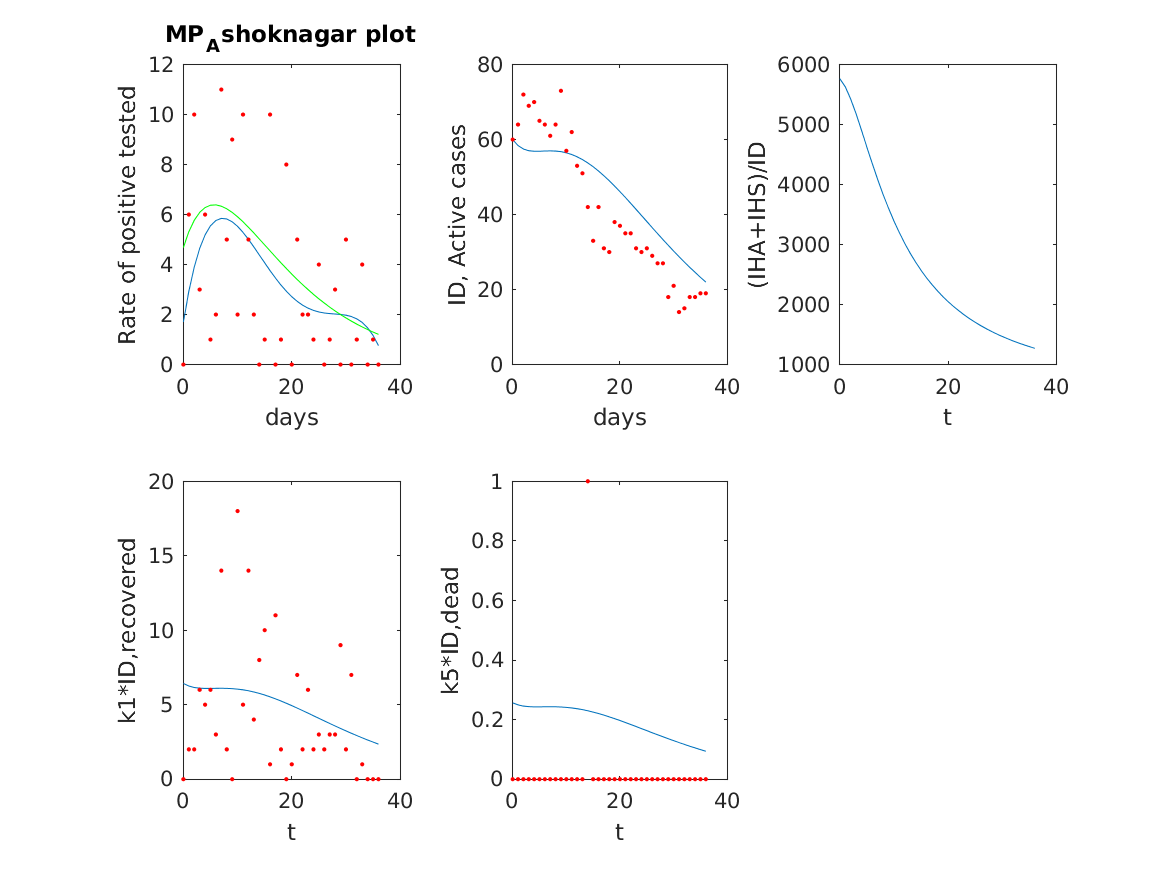 MP_Ashoknagar plot
12
10
8
6
4
2
0
0 20 40
days
Rate of positive tested
80
60
40
20
0
0 20 40
days
ID, Active cases
6000
5000
4000
3000
2000
1000
0 20 40
t
(IHA+IHS)/ID
20
15
10
5
0
0 20 40
t
k1*ID,recovered
1
0.8
0.6
0.4
0.2
0
0 20 40
t
k5*ID,dead